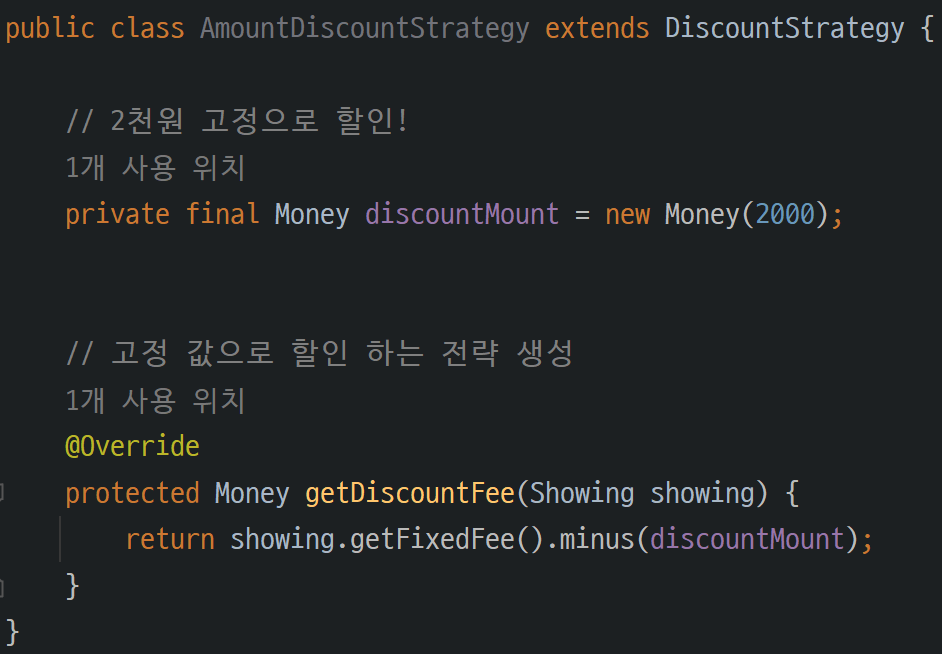 public class AmountDiscountStrategy extends DiscountStrategy {
// 2천원 고정으로 할인!
1개 사용 위치
private final Money discountMount = new Money(2000);
// 고정 값으로 할인 하는 전략 생성
1개 사용 위치
@Override
protected Money getDiscountFee(Showing showing) {
return showing.getFixedFee().minus(discountMount);
}
}